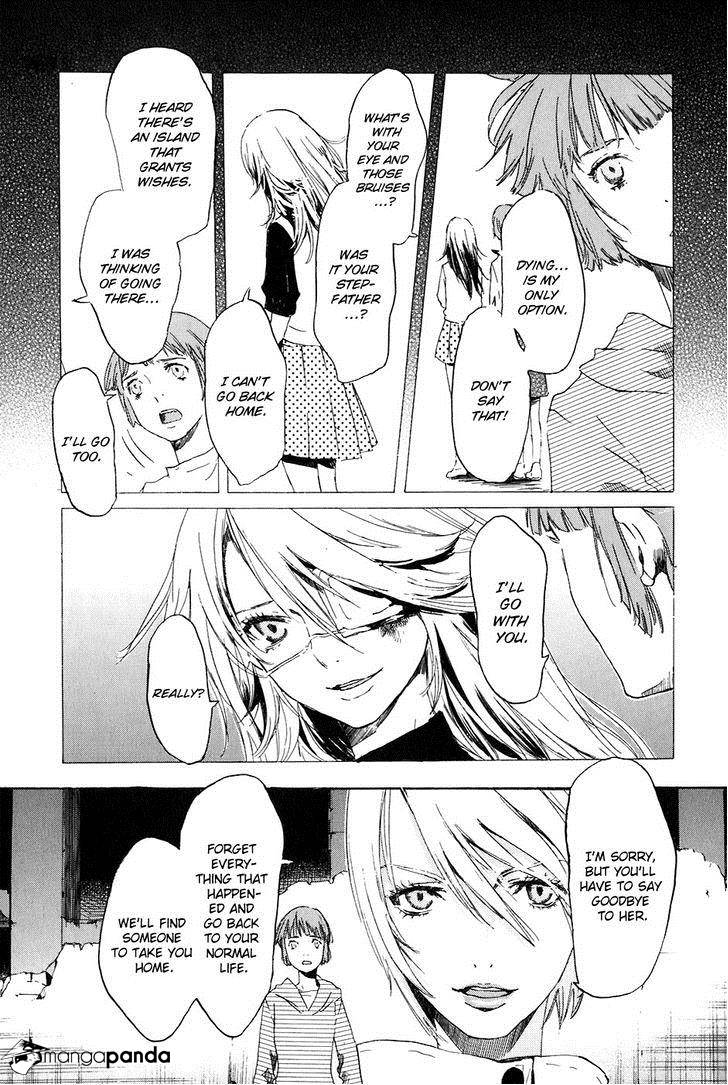 DYING...
IS MY
ONLY
OPTION.
DON'T
SAY
THAT!
WHAT'S
WITH
YOUR
EYE AND
THOSE
BRUISES
...?
WAS
IT YOUR
STEP-
FATHER
...?
I CAN'T
GO BACK
HOME.
I HEARD
THERE'S
AN ISLAND
THAT
GRANTS
WISHES.
I WAS
THINKING
OF GOING
THERE...
I'LL GO
TOO.
I'LL
GO
WITH
YOU.
REALLY?
I'M SORRY,
BUT YOU'LL
HAVE TO SAY
GOODBYE
TO HER.
FORGET
EVERY-
THING THAT
HAPPEN-
ED AND
GO BACK
TO YOUR
NORMAL
LIFE.
WE'LL FIND
SOMEONE
TO TAKE YOU
HOME.
mangapanda